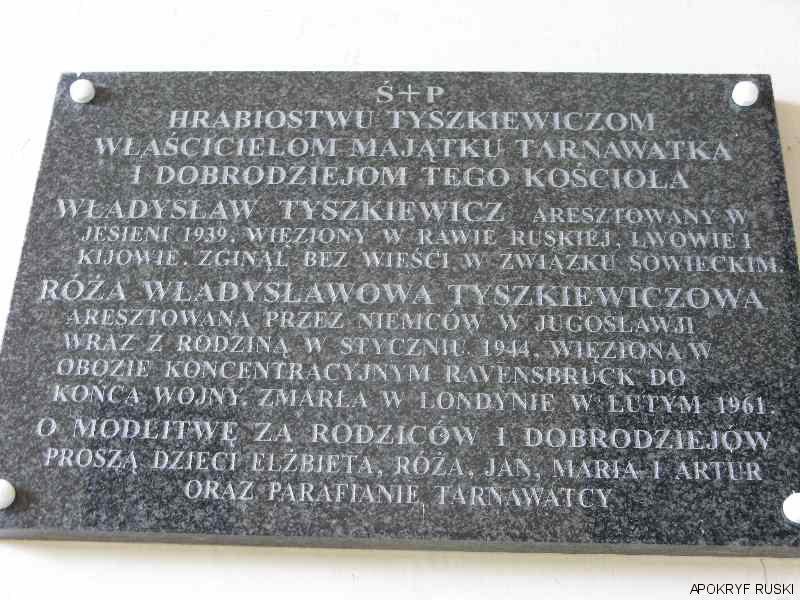 Ś+P
HRABIOSTWU TYSZKIEWICZOM
WŁAŚCICIELOM MAJĄTKU TARNAWATKA
I DOBRODZIEJOM TEGO KOŚCIOŁA
WŁADYSŁAW TYSZKIEWICZ ARESZTOWANY W
JESIENI 1939, WIĘZIONY W RAWIE RUSKIEJ, LWOWIE I
KIJOWIE. ZGINĄŁ BEZ WIEŚCI W ZWIĄZKU SOWIECKIM.
RÓŻA WŁADYSŁAWOWA TYSZKIEWICZOWA
ARESZTOWANA PRZEZ NIEMCÓW W JUGOSŁAWJI
WRAZ Z RODZINĄ W STYCZNIU 1944, WIĘZIONA W
OBOZIE KONCENTRACYJNYM RAVENSBRUCK DO
KOŃCA WOJNY. ZMARŁA W LONDYNIE W LUTYM 1961.
O MODLITWĘ ZA RODZICÓW I DOBRODZIEJÓW
PROSZĄ DZIECI ELŻBIETA, RÓŻA, JAN, MARIA I ARTUR
ORAZ PARAFIANIE TARNAWATCY
APOKRYF RUSKI